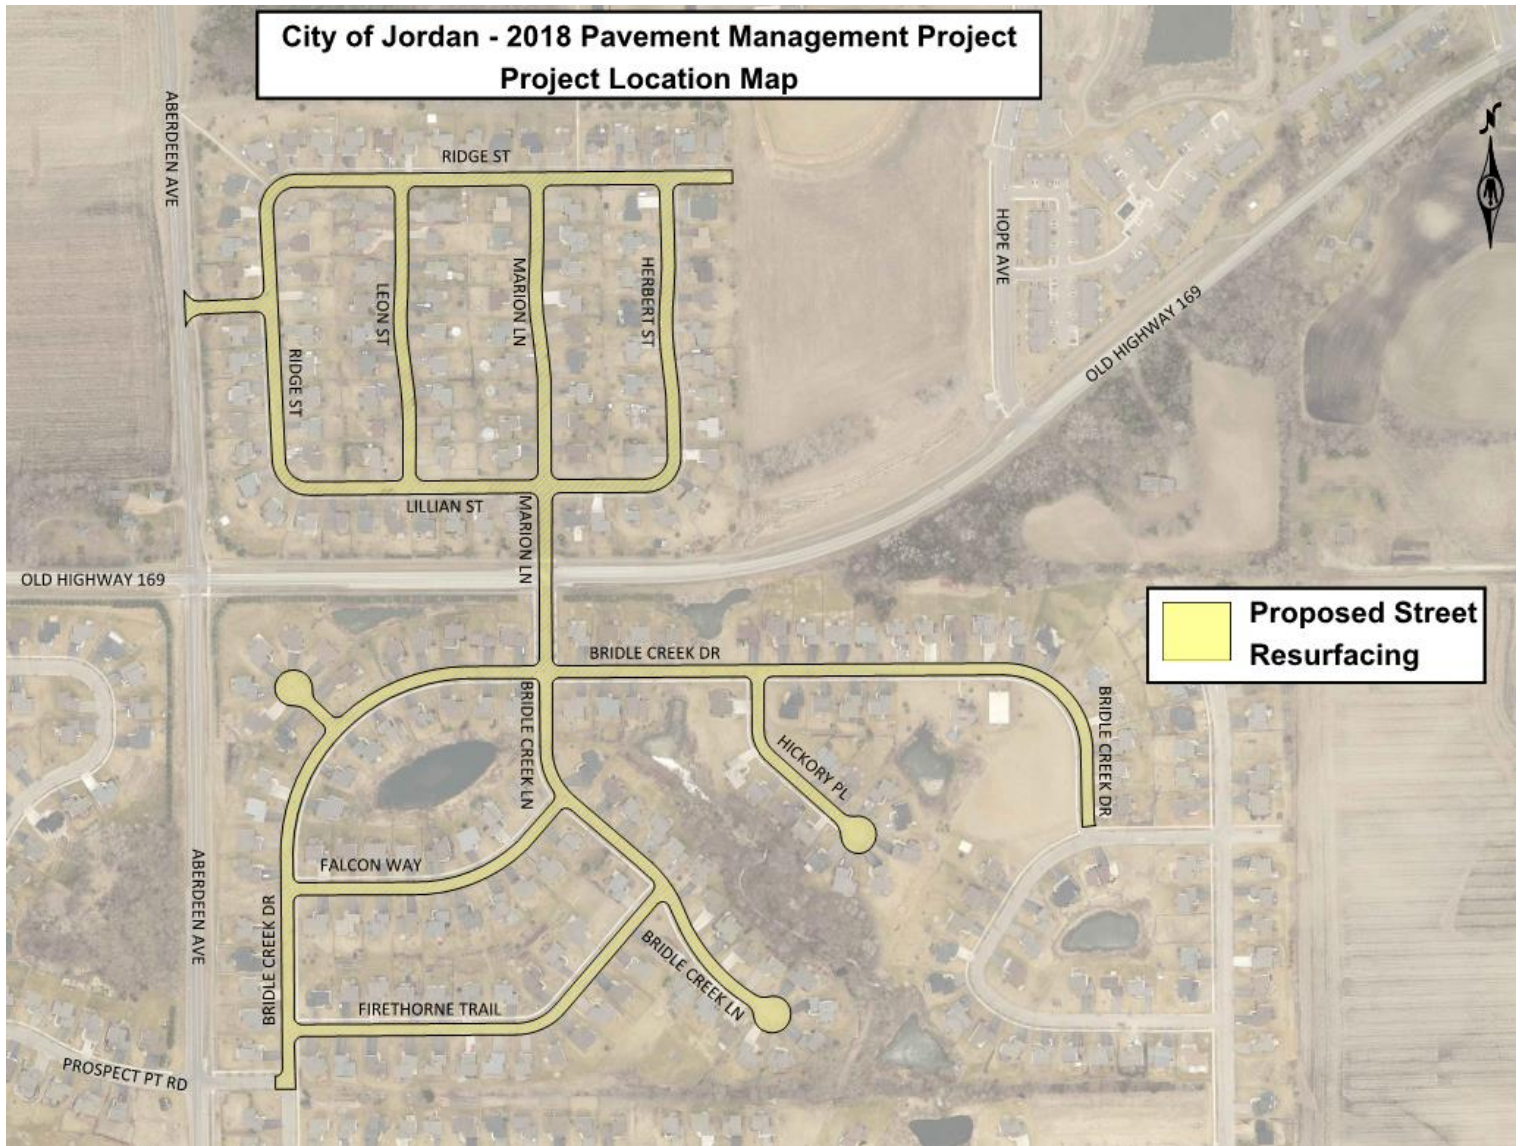 City of Jordan - 2018 Pavement Management Project
Project Location Map
N
ABERDEEN AVE
RIDGE ST
HOPE AVE
LEON ST
MARION LN
HERBERT ST
RIDGE ST
OLD HIGHWAY 169
LILLIAN ST
MARION LN
OLD HIGHWAY 169
Proposed Street
Resurfacing
BRIDLE CREEK DR
BRIDLE CREEK LN
BRIDLE CREEK DR
HICKORY PL
FALCON WAY
ABERDEEN AVE
BRIDLE CREEK DR
BRIDLE CREEK LN
FIRETHORNE TRAIL
PROSPECT PT RD